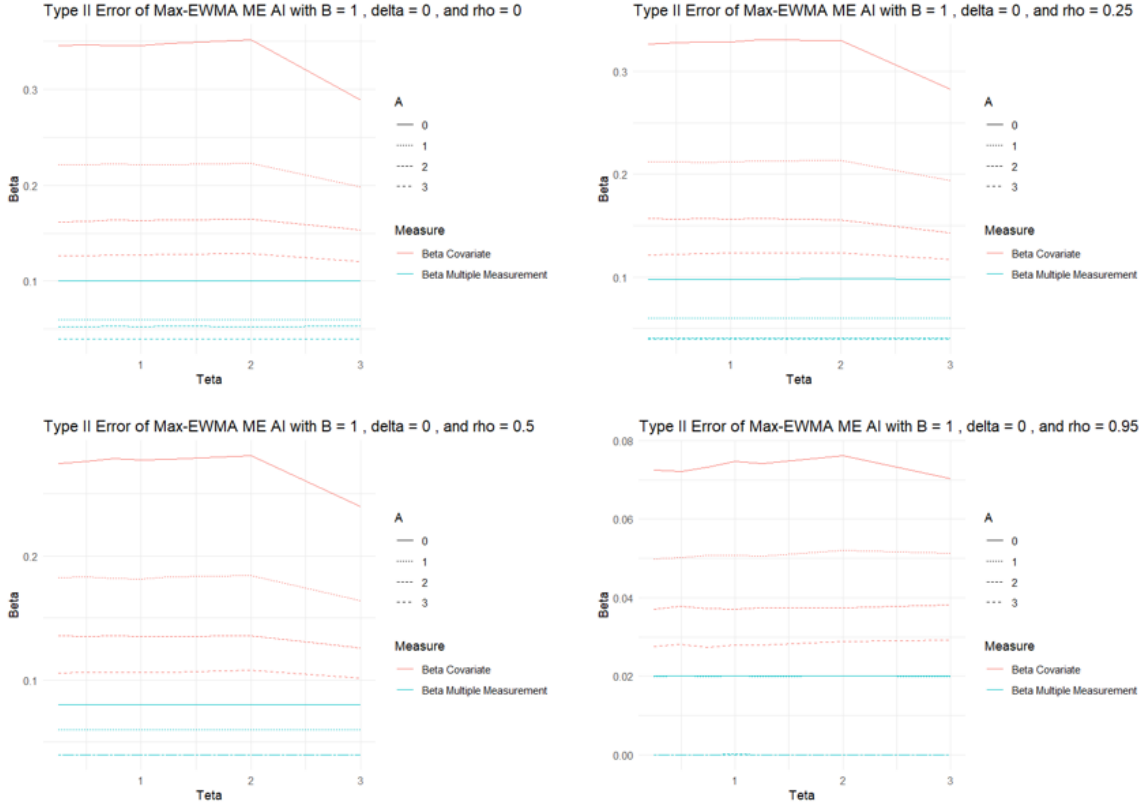 Type II Error of Max-EWMA ME AI with B = 1 , delta = 0 , and rho = 0
0.3
0.2
0.1
Beta
1
2
3
Teta
A
0
1
2
3
Measure
Beta Covariate
Beta Multiple Measurement
Type II Error of Max-EWMA ME AI with B = 1 , delta = 0 , and rho = 0.25
0.3
0.2
0.1
Beta
1
2
3
Teta
A
0
1
2
3
Measure
Beta Covariate
Beta Multiple Measurement
Type II Error of Max-EWMA ME AI with B = 1 , delta = 0 , and rho = 0.5
0.2
0.1
Beta
1
2
3
Teta
A
0
1
2
3
Measure
Beta Covariate
Beta Multiple Measurement
Type II Error of Max-EWMA ME AI with B = 1 , delta = 0 , and rho = 0.95
0.08
0.06
0.04
0.02
0.00
Beta
1
2
3
Teta
A
0
1
2
3
Measure
Beta Covariate
Beta Multiple Measurement